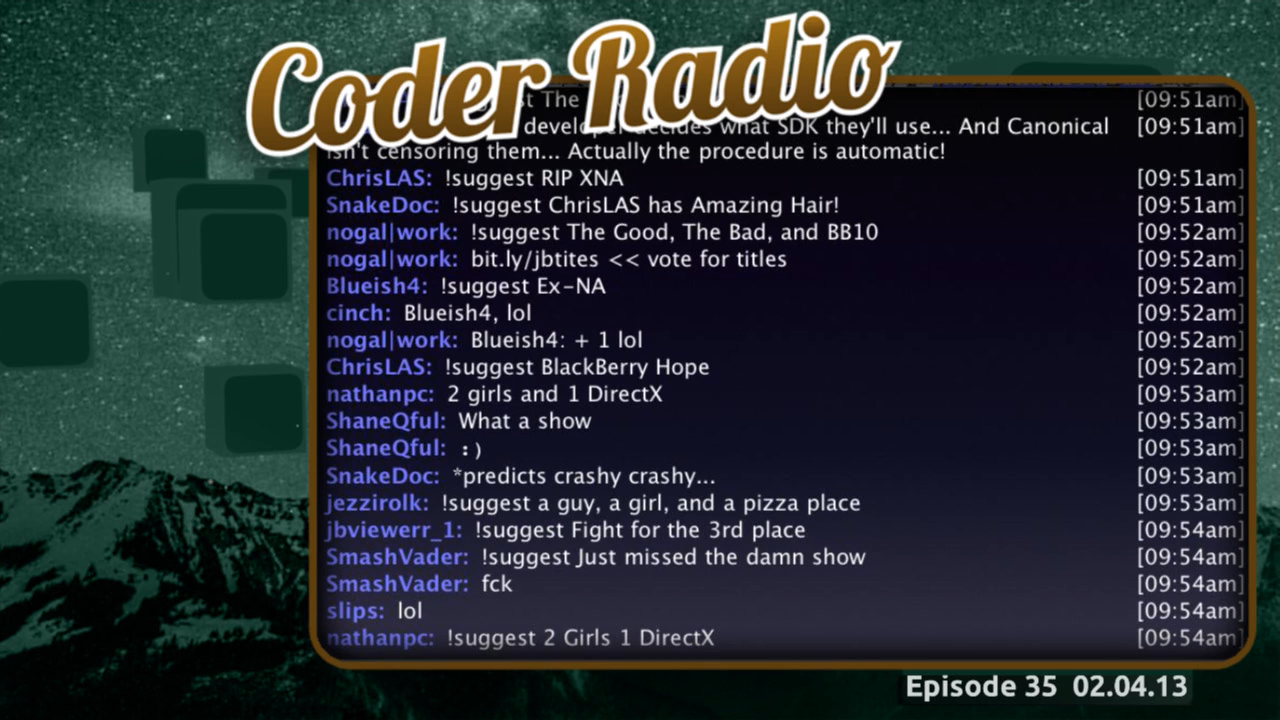 Coder Radio
st The [09:51am]
developer decides what SDK they'll use... And Canonical [09:51am]
isn't censoring them... Actually the procedure is automatic!
ChrisLAS: !suggest RIP XNA [09:51am]
SnakeDoc: !suggest ChrisLAS has Amazing Hair! [09:51am]
nogal|work: !suggest The Good, The Bad, and BB10 [09:52am]
nogal|work: bit.ly/jbtites << vote for titles [09:52am]
Blueish4: !suggest Ex-NA [09:52am]
cinch: Blueish4, lol [09:52am]
nogal|work: Blueish4: + 1 lol [09:52am]
ChrisLAS: !suggest BlackBerry Hope [09:52am]
nathanpc: 2 girls and 1 DirectX [09:53am]
ShaneQful: What a show [09:53am]
ShaneQful: :) [09:53am]
SnakeDoc: *predicts crashy crashy... [09:53am]
jezzirolk: !suggest a guy, a girl, and a pizza place [09:53am]
jbviewerr_1: !suggest Fight for the 3rd place [09:54am]
SmashVader: !suggest Just missed the damn show [09:54am]
SmashVader: fck [09:54am]
slips: lol [09:54am]
nathanpc: !suggest 2 Girls 1 DirectX [09:54am]
Episode 35 02.04.13